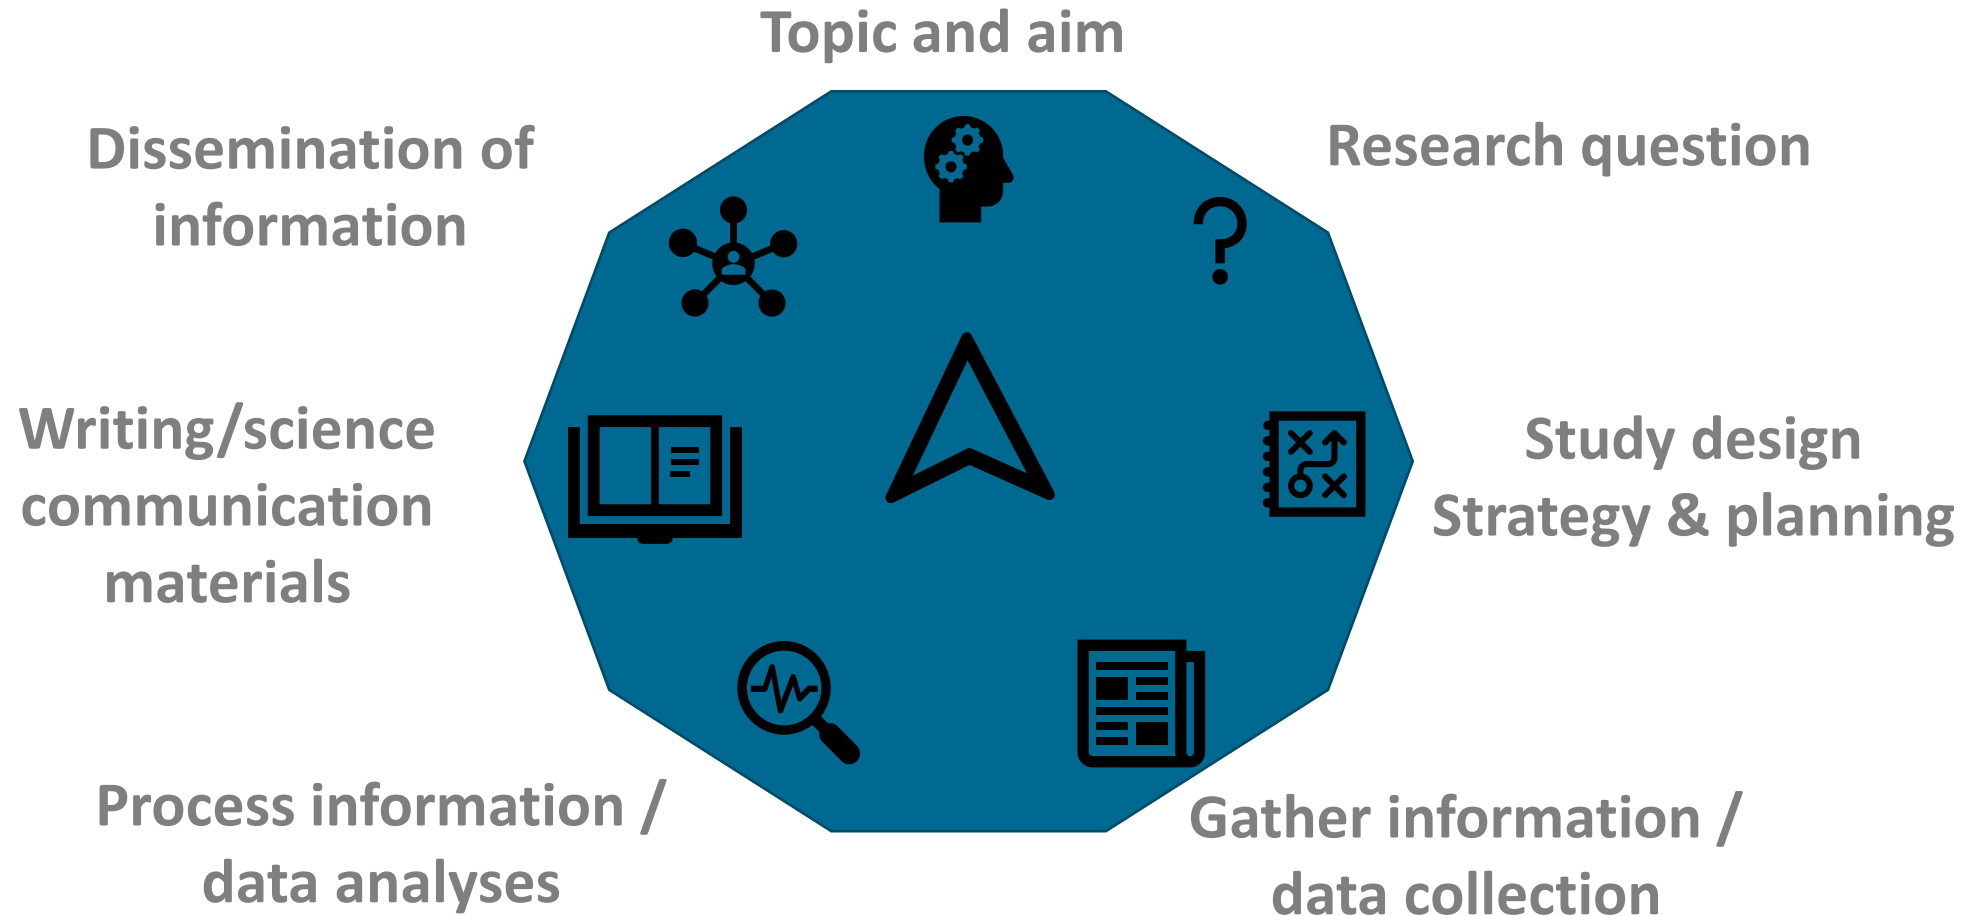 Topic and aim
Research question
Study design
Strategy & planning
Gather information /
data collection
Process information /
data analyses
Writing/science
communication
materials
Dissemination of
information